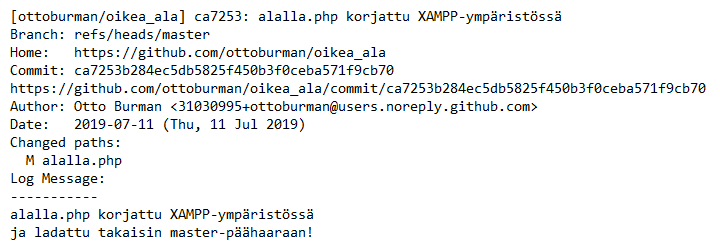 [ottoburman/oikea_ala] ca7253: alalla.php korjattu XAMPP-ympäristössä
Branch: refs/heads/master
Home:   https://github.com/ottoburman/oikea_ala
Commit: ca7253b284ec5db5825f450b3f0ceba571f9cb70
https://github.com/ottoburman/oikea_ala/commit/ca7253b284ec5db5825f450b3f0ceba571f9cb70
Author: Otto Burman <31030995+ottoburman@users.noreply.github.com>
Date:   2019-07-11 (Thu, 11 Jul 2019)
Changed paths:
  M alalla.php
Log Message:
-----------
alalla.php korjattu XAMPP-ympäristössä
ja ladattu takaisin master-päähaaraan!